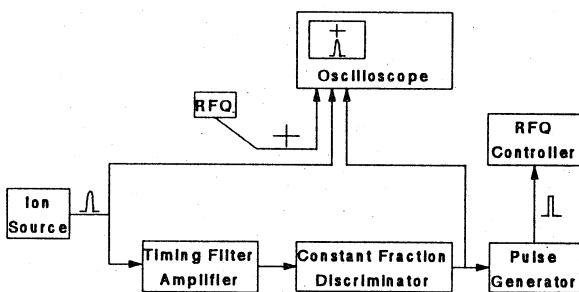 Oscilloscope
RFQ
RFQ
Controller
Ion
Source
Timing Filter
Amplifier
Constant Fraction
Discriminator
Pulse
Generator